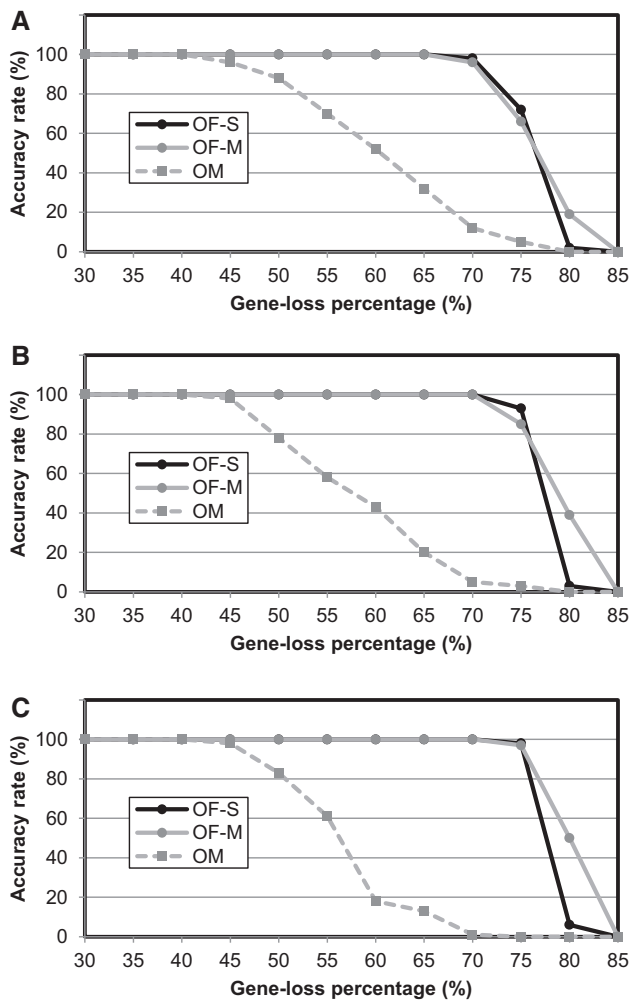 A
Accuracy rate (%)
100
80
60
40
20
0
OF-S
OF-M
OM
30 35 40 45 50 55 60 65 70 75 80 85
Gene-loss percentage (%)
B
Accuracy rate (%)
100
80
60
40
20
0
OF-S
OF-M
OM
30 35 40 45 50 55 60 65 70 75 80 85
Gene-loss percentage (%)
C
Accuracy rate (%)
100
80
60
40
20
0
OF-S
OF-M
OM
30 35 40 45 50 55 60 65 70 75 80 85
Gene-loss percentage (%)